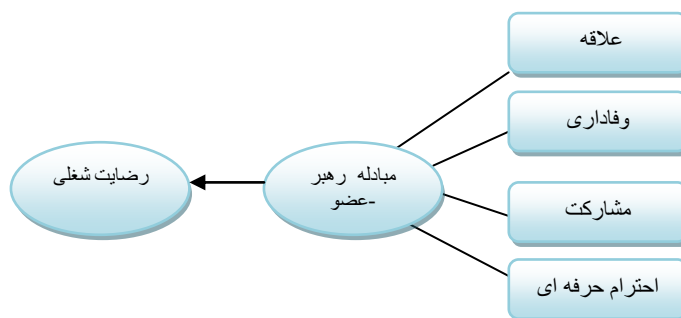 علاقه
وفاداری
مشارکت
احترام حرفه ای
مبادله رهبر
-عضو
رضایت شغلی